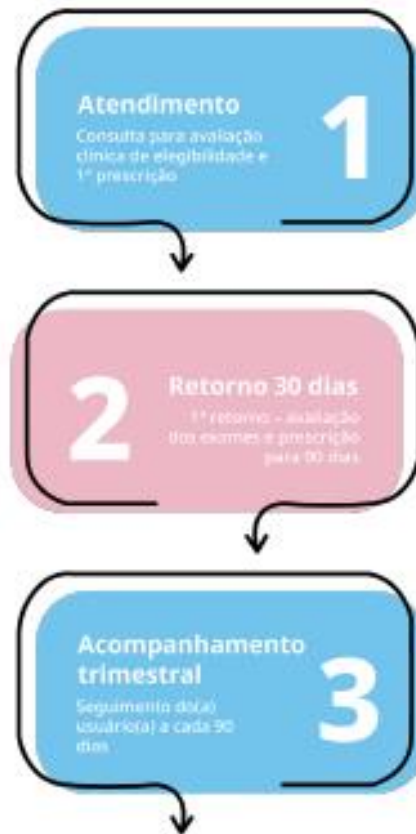 Atendimento
Consulta para avaliação
clínica de elegibilidade e
1ª prescrição
1
2
Retorno 30 dias
1º retorno – avaliação
dos exames e prescrição
para 90 dias
Acompanhamento
trimestral
Seguimento do(a)
usuário(a) a cada 90
dias
3